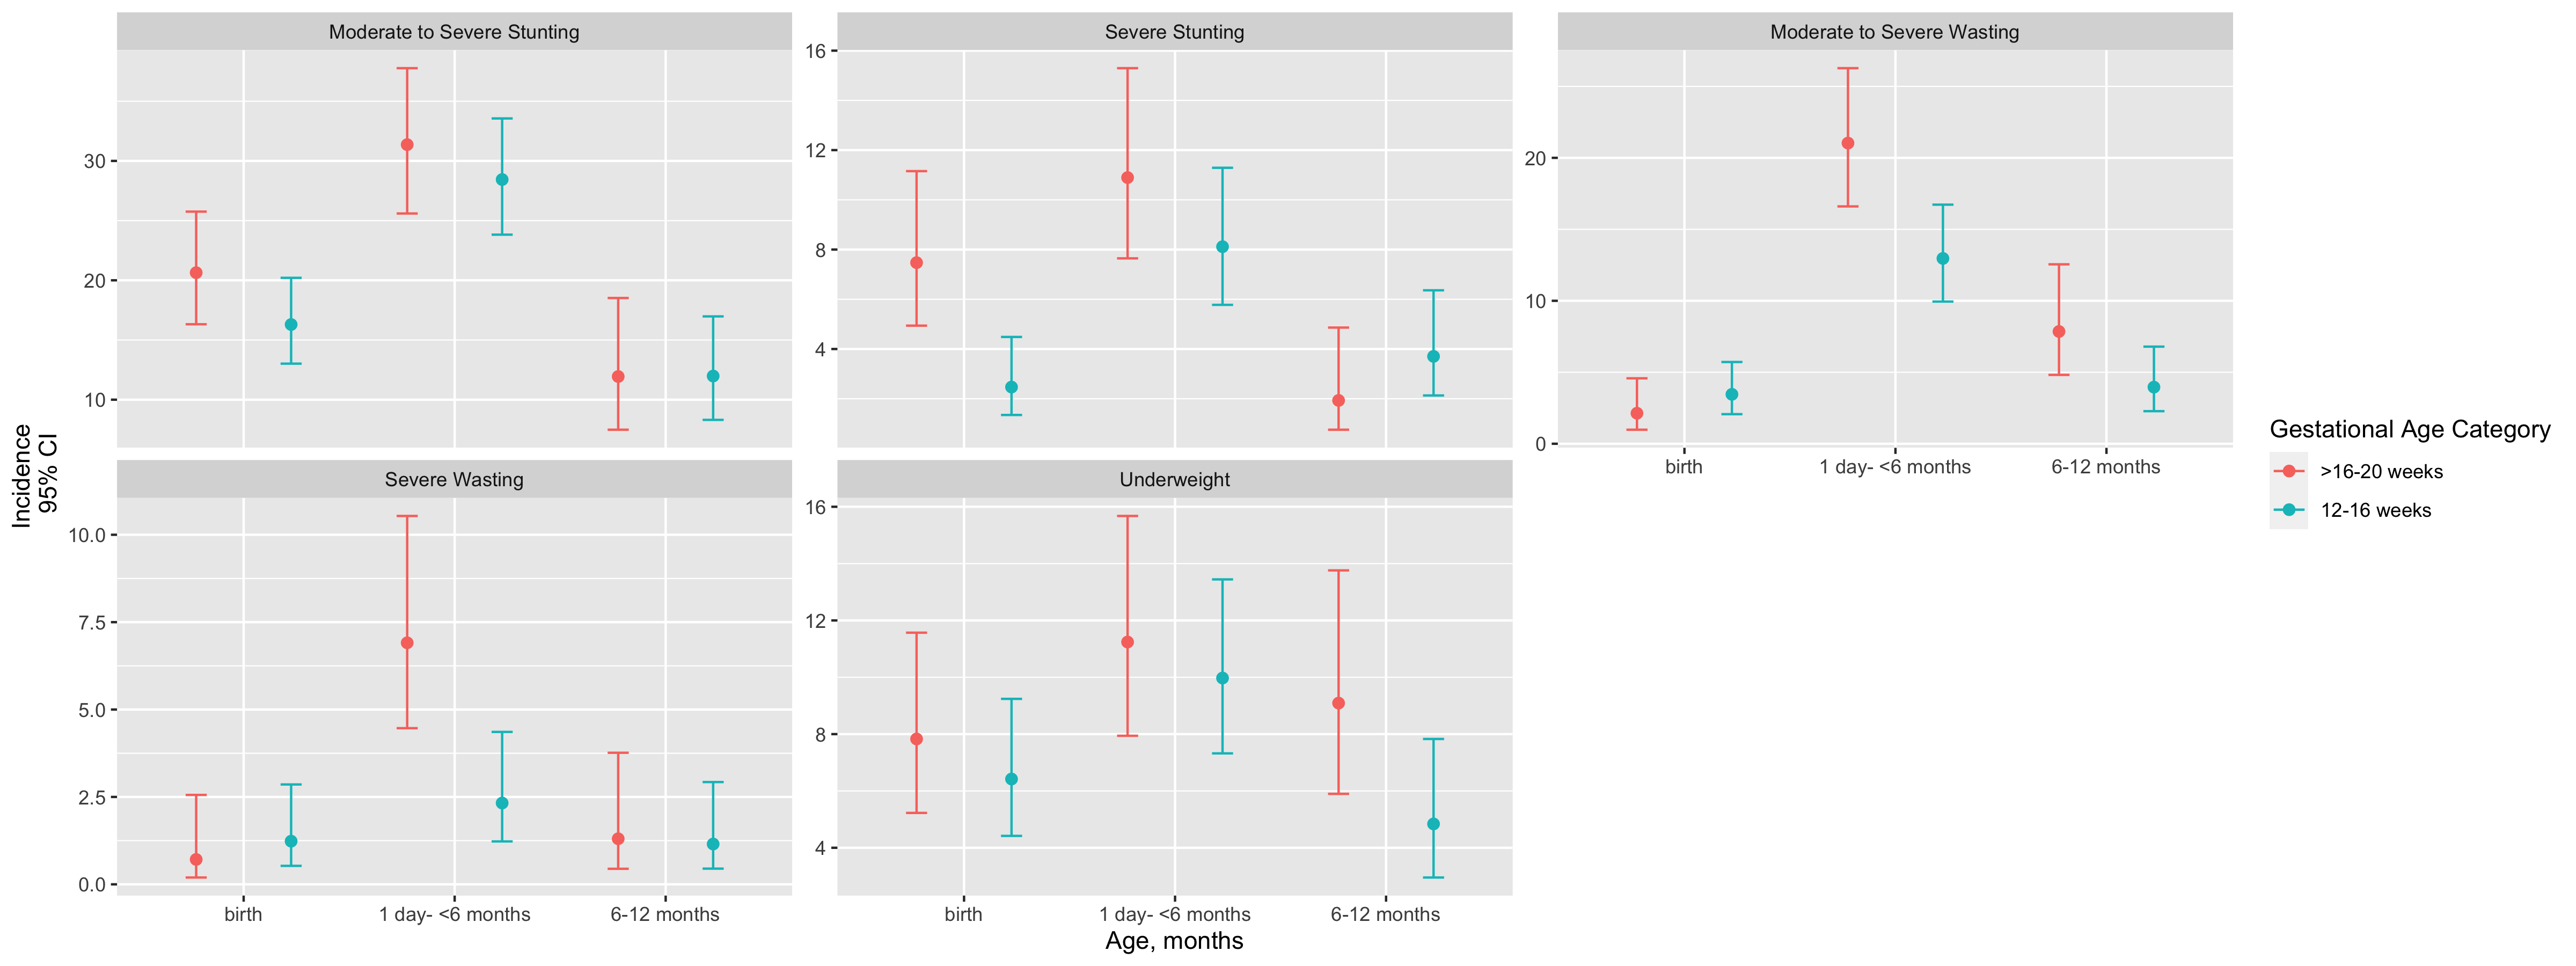 Moderate to Severe Stunting
Severe Stunting
Moderate to Severe Wasting
30
20
10
16
12
8
4
20
10
0
birth
1 day- <6 months
6-12 months
Severe Wasting
Underweight
10.0
7.5
5.0
2.5
0.0
birth
1 day- <6 months
6-12 months
16
12
8
4
birth
1 day- <6 months
6-12 months
Incidence
95% CI
Age, months
Gestational Age Category
>16-20 weeks
12-16 weeks